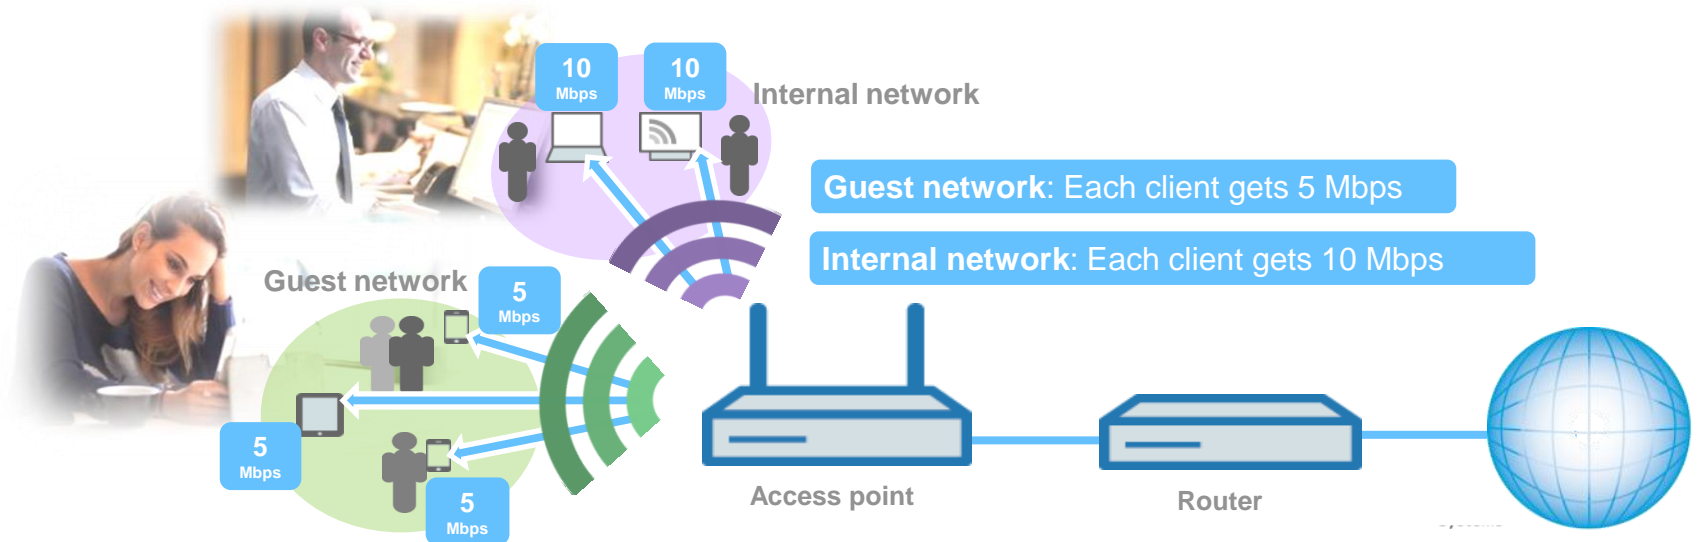 10
Mbps
10
Mbps
Internal network
Guest network: Each client gets 5 Mbps
Internal network: Each client gets 10 Mbps
Guest network
5
Mbps
5
Mbps
5
Mbps
Access point
Router